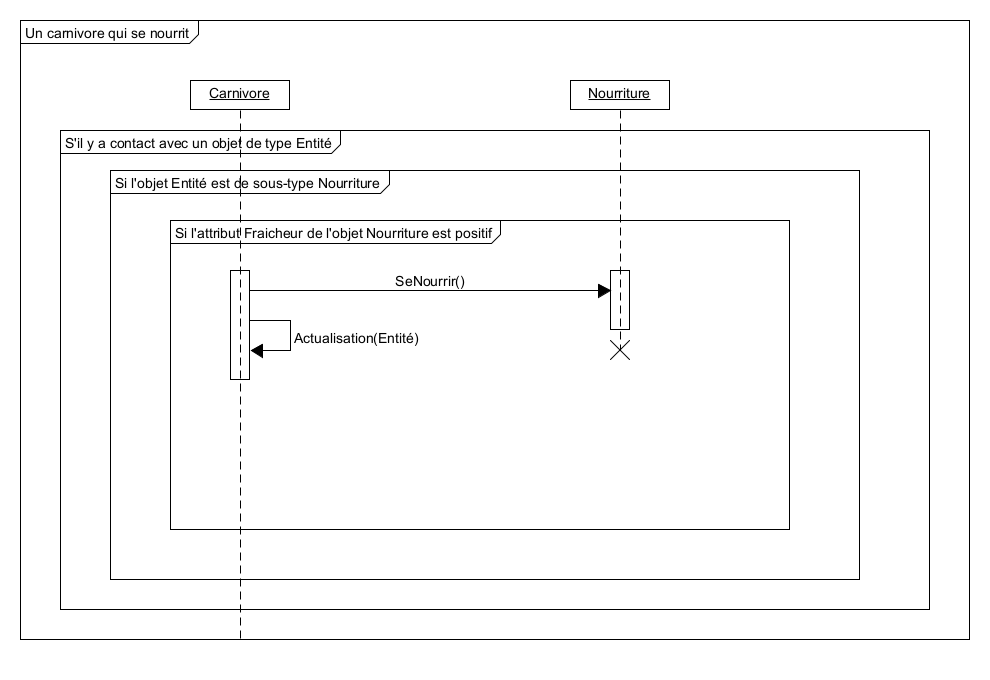 Un carnivore qui se nourrit
Carnivore
Nourriture
S'il y a contact avec un objet de type Entité
Si l'objet Entité est de sous-type Nourriture
Si l'attribut Fraicheur de l'objet Nourriture est positif
SeNourrir()
Actualisation(Entité)